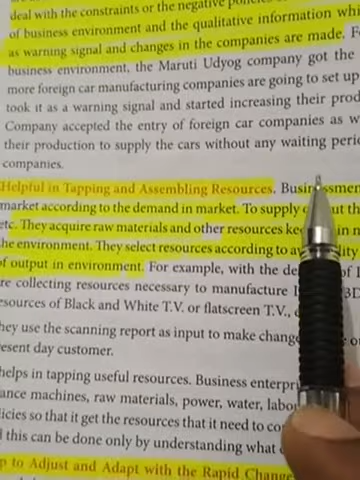 deal with the constraints or the negative
of business environment and the qualitative information
as warning signal and changes in the companies are made.
business environment, the Maruti Udyog company got the
more foreign car manufacturing companies are going to set up
took it as a warning signal and started increasing their
Company accepted the entry of foreign car companies as
their production to supply the cars without any waiting
companies.
Helpful in Tapping and Assembling Resources.
market according to the demand in market. To supply
etc. They acquire raw materials and other resources in
the environment. They select resources according to
of output in environment. For example, with the of
re collecting resources necessary to manufacture
esources of Black and White T.V. or flatscreen T.V.,
hey use the scanning report as input to make
esent day customer.
helps in tapping useful resources. Business
ance machines, raw materials, power, water,
icies so that it get the resources that it need to
this can be done only by understanding what
p to Adjust and Adapt with the Rapid